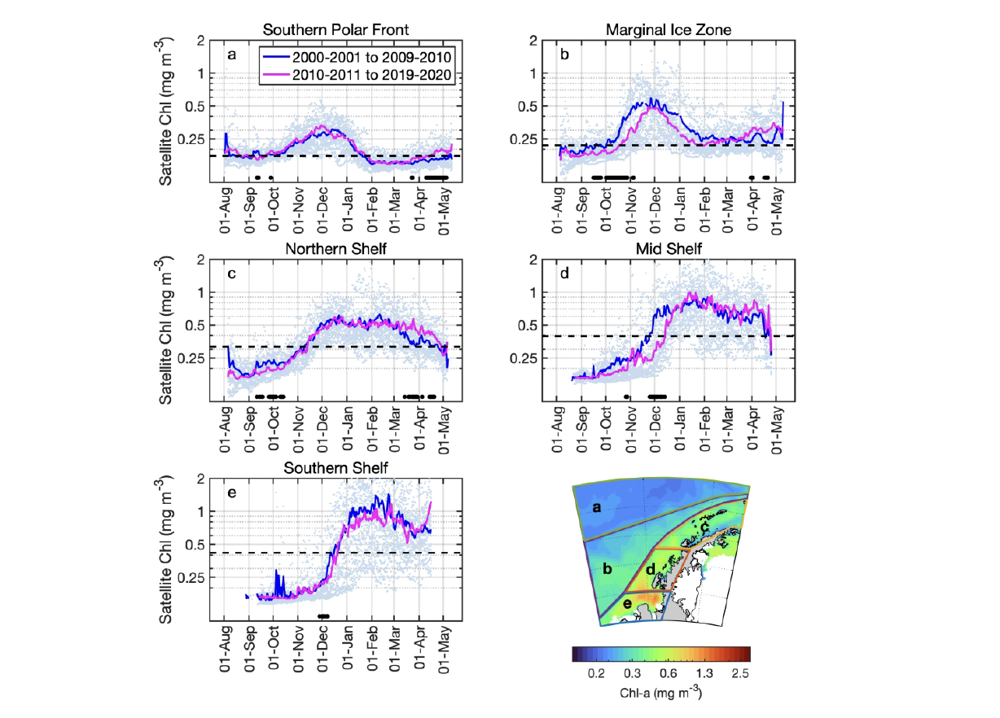 Southern Polar Front
Satellite Chl (mg m⁻³)
2
1
0.5
0.25
a
2000-2001 to 2009-2010
2010-2011 to 2019-2020
01-Aug 01-Sep 01-Oct 01-Nov 01-Dec 01-Jan 01-Feb 01-Mar 01-Apr 01-May
Marginal Ice Zone
2
1
0.5
0.25
b
01-Aug 01-Sep 01-Oct 01-Nov 01-Dec 01-Jan 01-Feb 01-Mar 01-Apr 01-May
Northern Shelf
Satellite Chl (mg m⁻³)
2
1
0.5
0.25
c
01-Aug 01-Sep 01-Oct 01-Nov 01-Dec 01-Jan 01-Feb 01-Mar 01-Apr 01-May
Mid Shelf
2
1
0.5
0.25
d
01-Aug 01-Sep 01-Oct 01-Nov 01-Dec 01-Jan 01-Feb 01-Mar 01-Apr 01-May
Southern Shelf
Satellite Chl (mg m⁻³)
2
1
0.5
0.25
e
01-Aug 01-Sep 01-Oct 01-Nov 01-Dec 01-Jan 01-Feb 01-Mar 01-Apr 01-May
a
c
b
d
e
0.2 0.3 0.6 1.3 2.5
Chl-a (mg m⁻³)